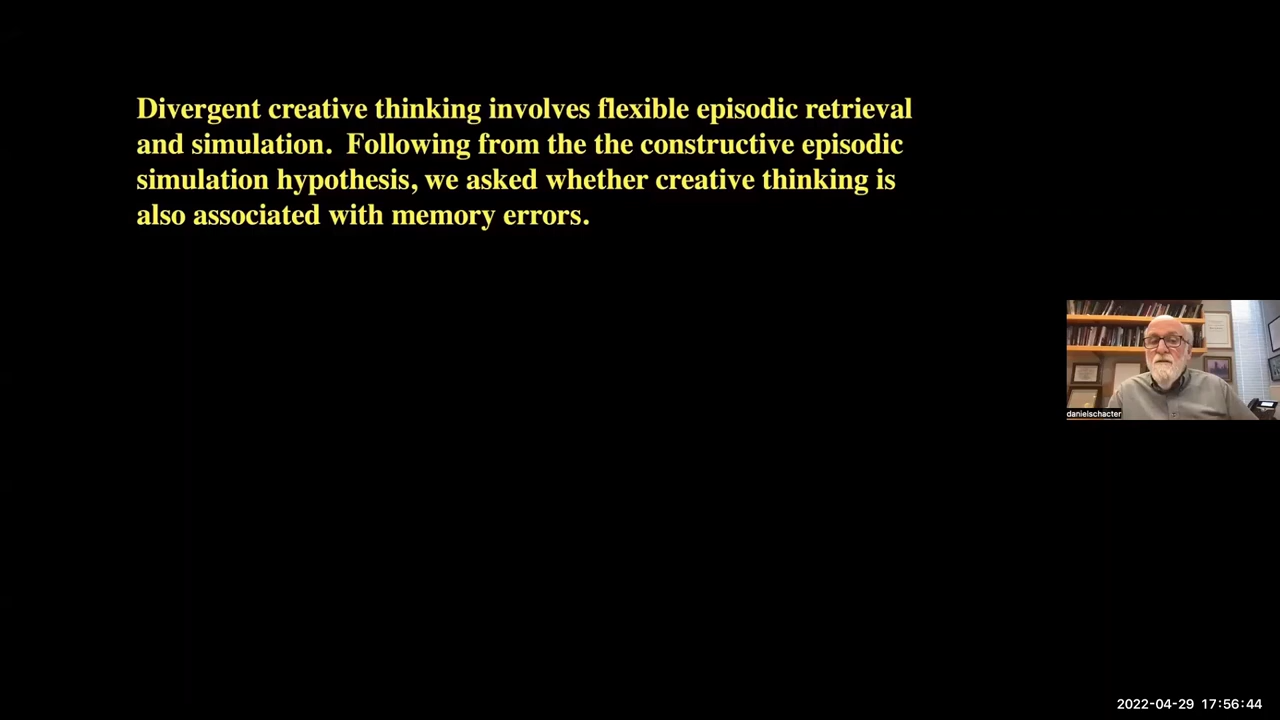 Divergent creative thinking involves flexible episodic retrieval
and simulation.  Following from the the constructive episodic
simulation hypothesis, we asked whether creative thinking is
also associated with memory errors.
danielschacter
2022-04-29 17:56:44